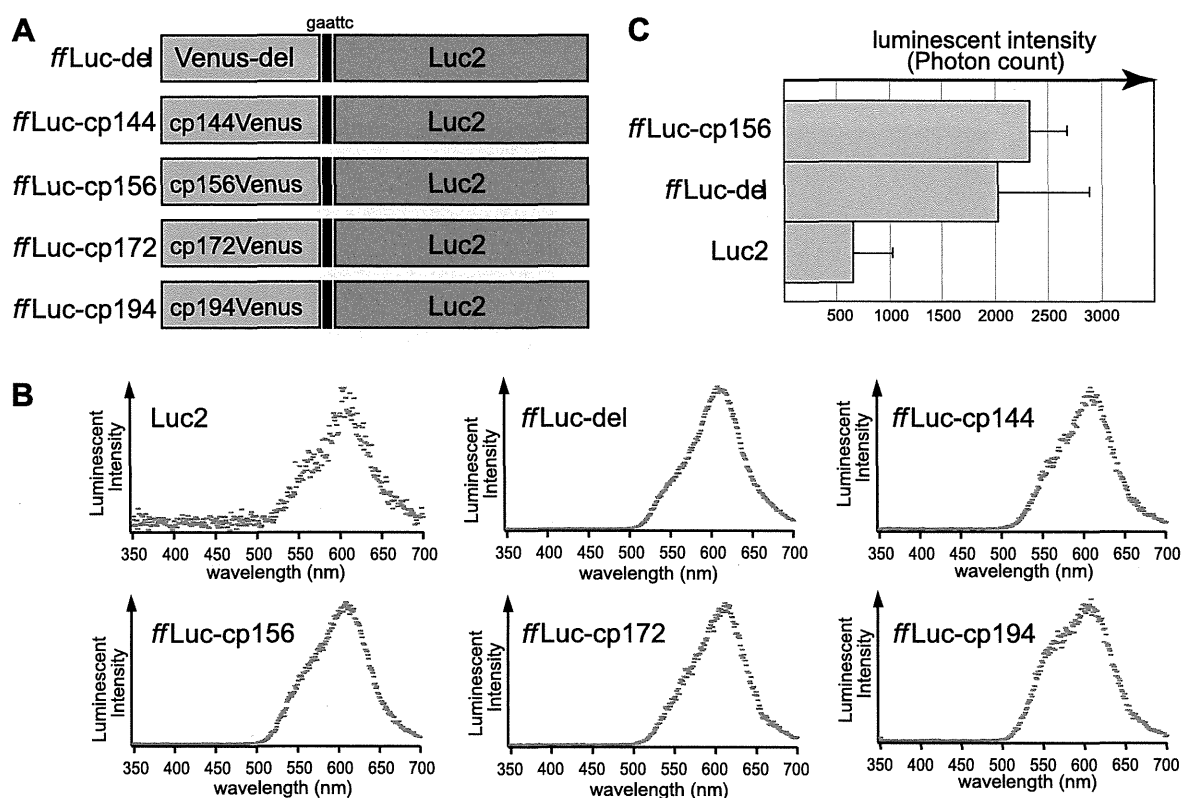 A
gaattc
ffLuc-del
Venus-del
Luc2
ffLuc-cp144
cp144Venus
Luc2
ffLuc-cp156
cp156Venus
Luc2
ffLuc-cp172
cp172Venus
Luc2
ffLuc-cp194
cp194Venus
Luc2
C
luminescent intensity
(Photon count)
ffLuc-cp156
ffLuc-del
Luc2
500 1000 1500 2000 2500 3000
B
Luminescent
Intensity
Luc2
350 400 450 500 550 600 650 700
wavelength (nm)
Luminescent
Intensity
ffLuc-del
350 400 450 500 550 600 650 700
wavelength (nm)
Luminescent
Intensity
ffLuc-cp144
350 400 450 500 550 600 650 700
wavelength (nm)
Luminescent
Intensity
ffLuc-cp156
350 400 450 500 550 600 650 700
wavelength (nm)
Luminescent
Intensity
ffLuc-cp172
350 400 450 500 550 600 650 700
wavelength (nm)
Luminescent
Intensity
ffLuc-cp194
350 400 450 500 550 600 650 700
wavelength (nm)